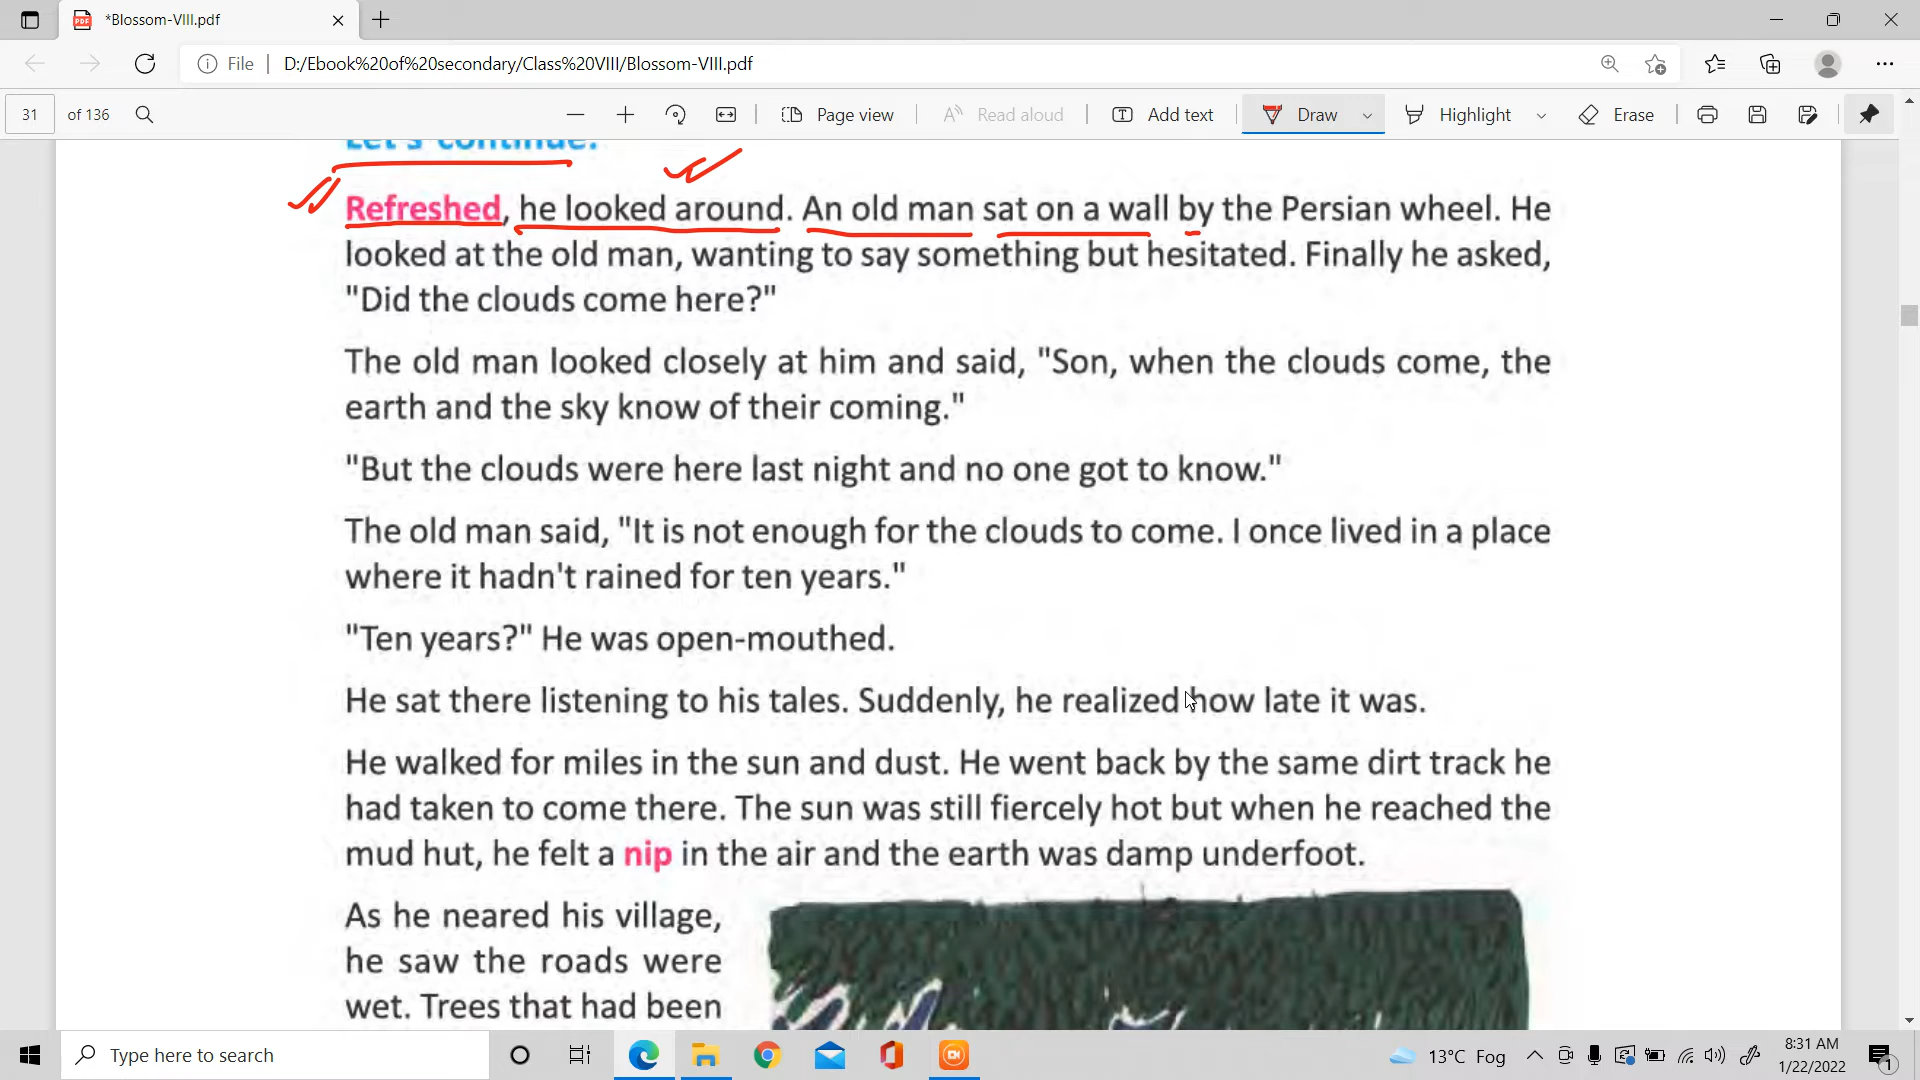 *Blossom-VIII.pdf
File D:/Ebook%20of%20secondary/Class%20VIII/Blossom-VIII.pdf
31 of 136 Page view Read aloud Add text Draw Highlight Erase
Let's continue:
Refreshed, he looked around. An old man sat on a wall by the Persian wheel. He
looked at the old man, wanting to say something but hesitated. Finally he asked,
"Did the clouds come here?"
The old man looked closely at him and said, "Son, when the clouds come, the
earth and the sky know of their coming."
"But the clouds were here last night and no one got to know."
The old man said, "It is not enough for the clouds to come. I once lived in a place
where it hadn't rained for ten years."
"Ten years?" He was open-mouthed.
He sat there listening to his tales. Suddenly, he realized how late it was.
He walked for miles in the sun and dust. He went back by the same dirt track he
had taken to come there. The sun was still fiercely hot but when he reached the
mud hut, he felt a nip in the air and the earth was damp underfoot.
As he neared his village,
he saw the roads were
wet. Trees that had been
Type here to search
13°C Fog
8:31 AM
1/22/2022
1